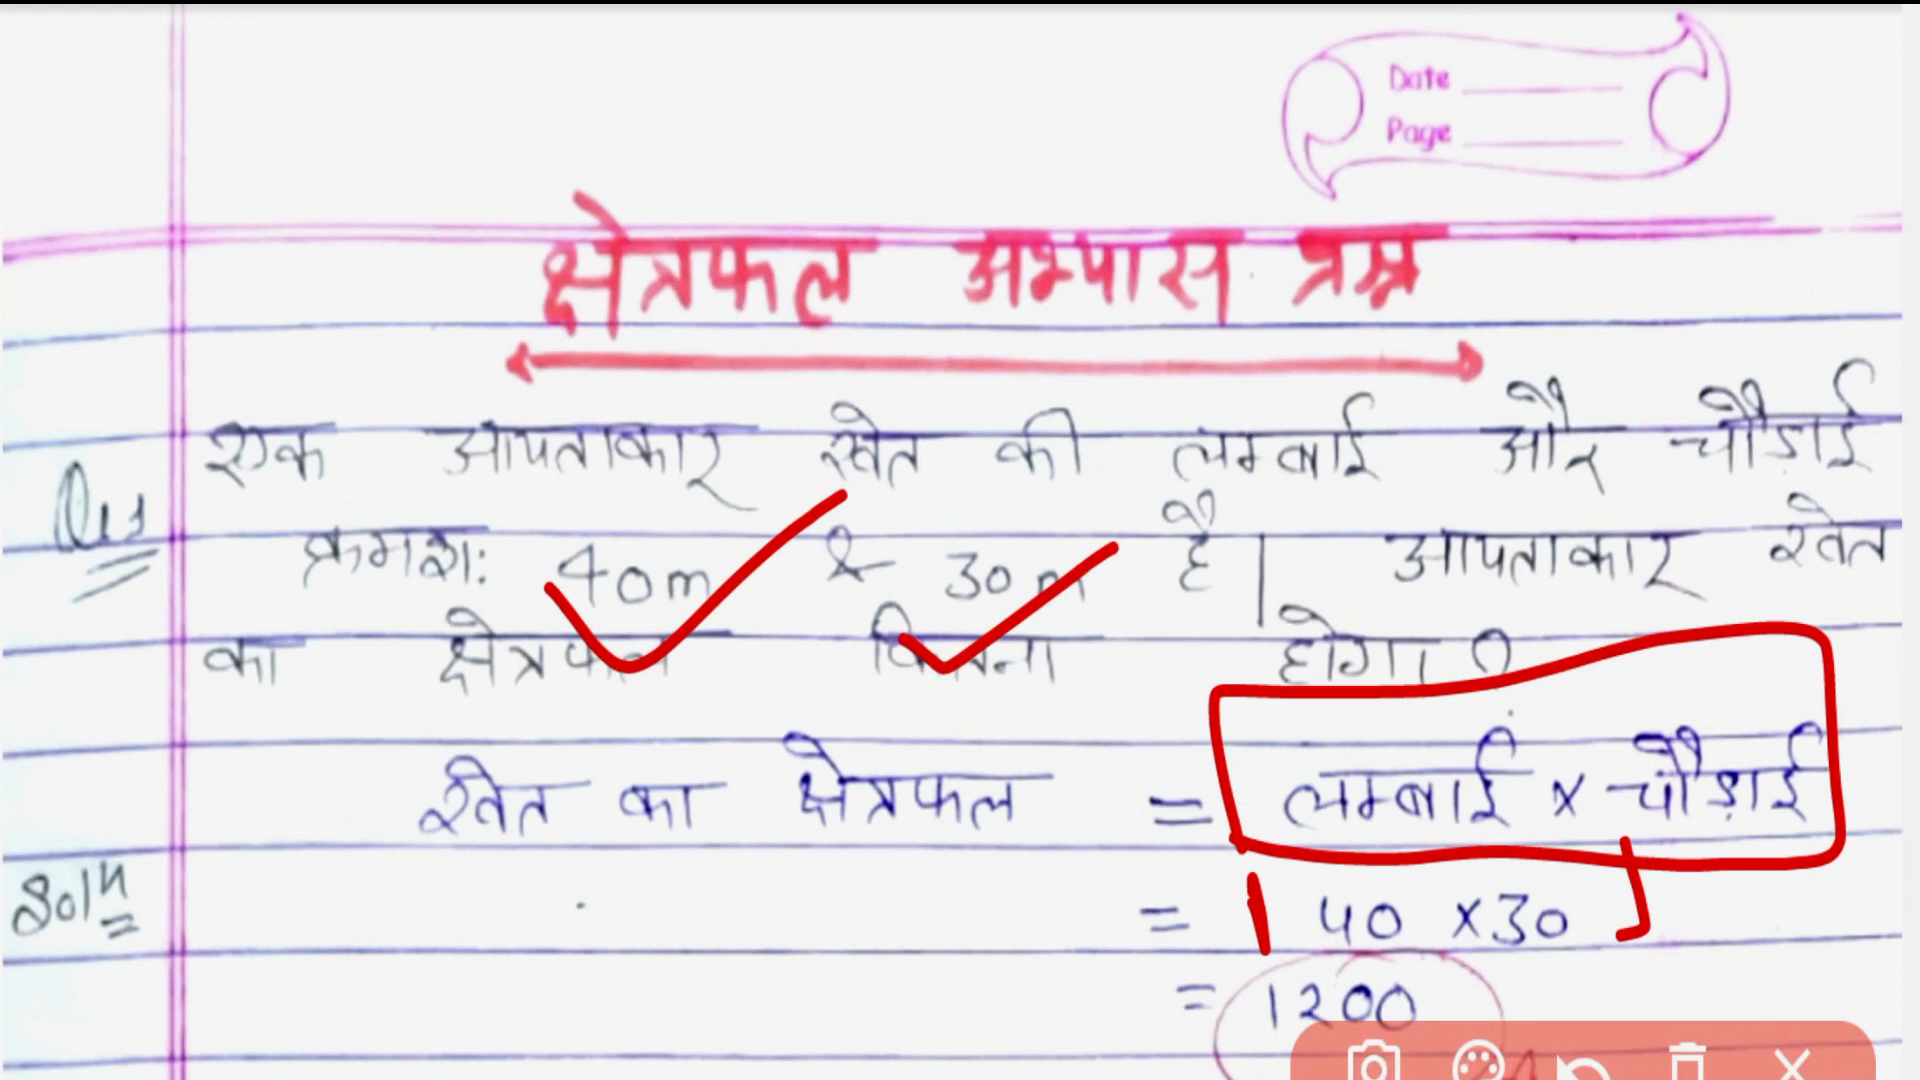 Date
Page
क्षेत्रफल अभ्यास प्रश्न
एक आयताकार खेत की लम्बाई और चौड़ाई
Qus क्रमशः 40m & 30m है| आयताकार खेत
का क्षेत्रफल कितना होगा ?
खेत का क्षेत्रफल = लम्बाई × चौड़ाई
Solⁿ
= 40 ×30
= 1200